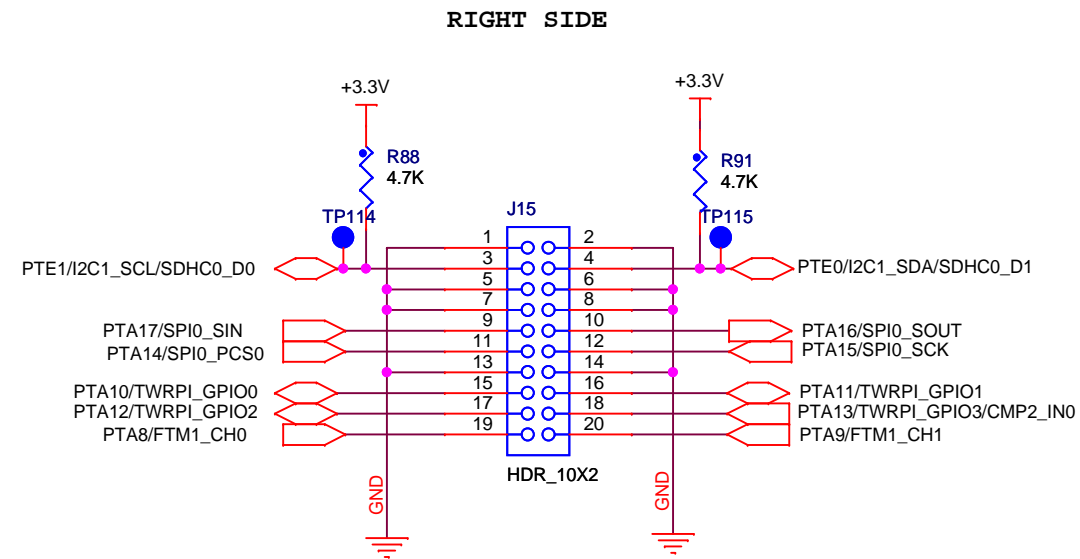 RIGHT SIDE
+3.3V
+3.3V
R88
4.7K
R91
4.7K
TP114
J15
TP115
1 2
PTE1/I2C1_SCL/SDHC0_D0 3 4 PTE0/I2C1_SDA/SDHC0_D1
5 6
7 8
PTA17/SPI0_SIN 9 10 PTA16/SPI0_SOUT
PTA14/SPI0_PCS0 11 12 PTA15/SPI0_SCK
13 14
PTA10/TWRPI_GPIO0 15 16 PTA11/TWRPI_GPIO1
PTA12/TWRPI_GPIO2 17 18 PTA13/TWRPI_GPIO3/CMP2_IN0
PTA8/FTM1_CH0 19 20 PTA9/FTM1_CH1
HDR_10X2
GND
GND